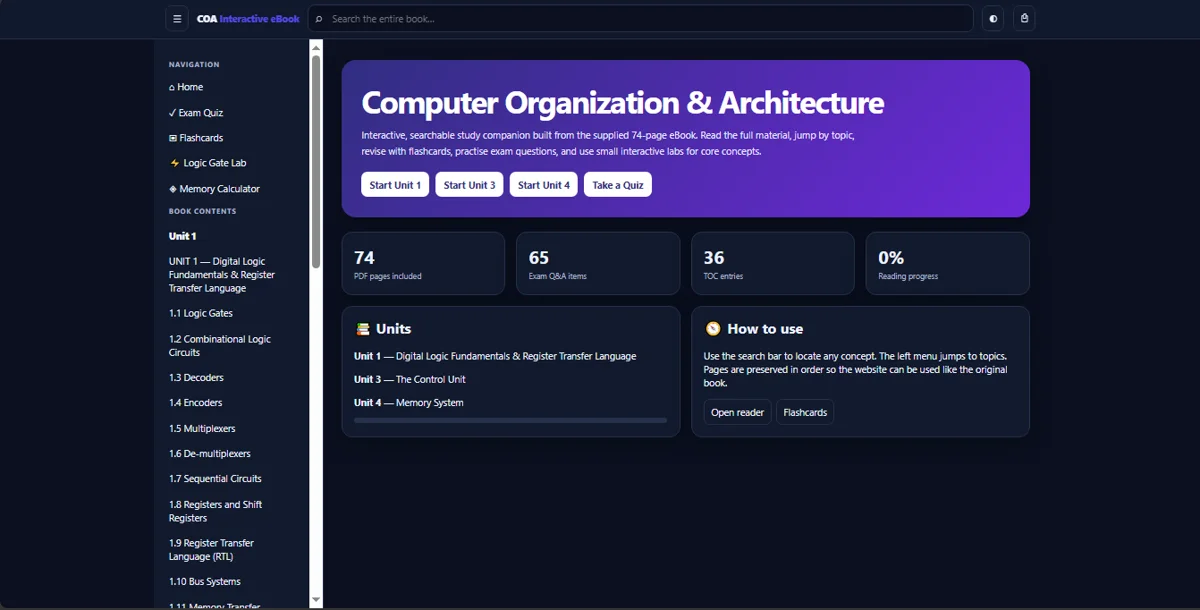 COA Interactive eBook
Search the entire book...
NAVIGATION
Home
Exam Quiz
Flashcards
Logic Gate Lab
Memory Calculator
BOOK CONTENTS
Unit 1
UNIT 1 — Digital Logic
Fundamentals & Register
Transfer Language
1.1 Logic Gates
1.2 Combinational Logic
Circuits
1.3 Decoders
1.4 Encoders
1.5 Multiplexers
1.6 De-multiplexers
1.7 Sequential Circuits
1.8 Registers and Shift
Registers
1.9 Register Transfer
Language (RTL)
1.10 Bus Systems
1.11 Memory Transfer
Computer Organization & Architecture
Interactive, searchable study companion built from the supplied 74-page eBook. Read the full material, jump by topic,
revise with flashcards, practise exam questions, and use small interactive labs for core concepts.
Start Unit 1
Start Unit 3
Start Unit 4
Take a Quiz
74
PDF pages included
65
Exam Q&A items
36
TOC entries
0%
Reading progress
Units
Unit 1 — Digital Logic Fundamentals & Register Transfer Language
Unit 3 — The Control Unit
Unit 4 — Memory System
How to use
Use the search bar to locate any concept. The left menu jumps to topics.
Pages are preserved in order so the website can be used like the original
book.
Open reader
Flashcards